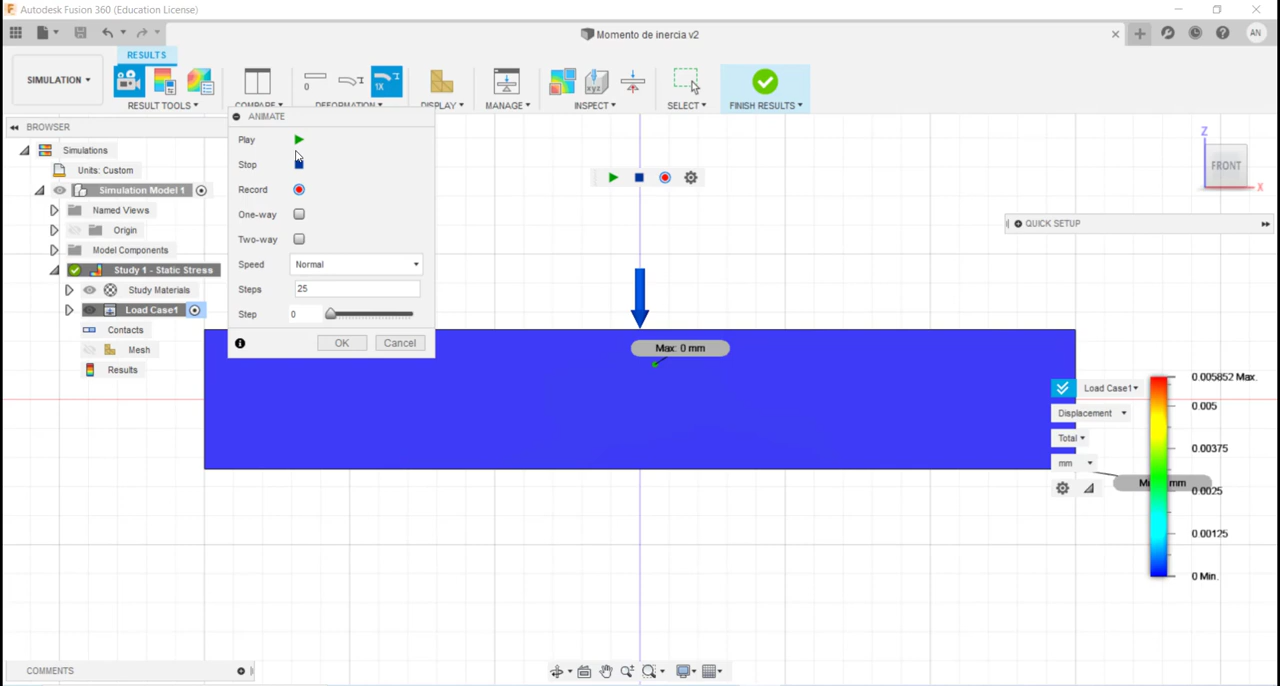 Autodesk Fusion 360 (Education License)
Momento de inercia v2
AN
RESULTS
SIMULATION
RESULT TOOLS
COMPARE
DEFORMATION
DISPLAY
MANAGE
INSPECT
SELECT
FINISH RESULTS
0
1X
xyz
BROWSER
Simulations
Units: Custom
Simulation Model 1
Named Views
Origin
Model Components
Study 1 - Static Stress
Study Materials
Load Case1
Contacts
Mesh
Results
ANIMATE
Play
Stop
Record
One-way
Two-way
Speed Normal
Steps 25
Step 0
OK Cancel
Z
FRONT
X
QUICK SETUP
Max: 0 mm
Load Case1
Displacement
Total
mm
mm
0.005852 Max.
0.005
0.00375
0.0025
0.00125
0 Min.
COMMENTS